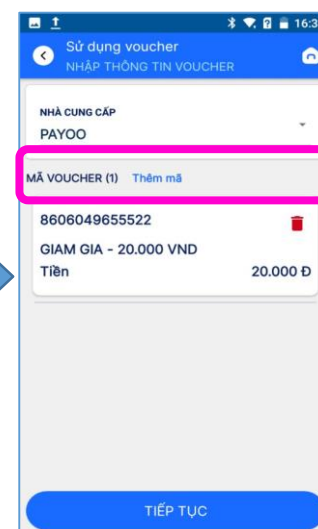 16:3
Sử dụng voucher
NHẬP THÔNG TIN VOUCHER
NHÀ CUNG CẤP
PAYOO
MÃ VOUCHER (1) Thêm mã
8606049655522
GIAM GIA - 20.000 VND
Tiền 20.000 Đ
TIẾP TỤC